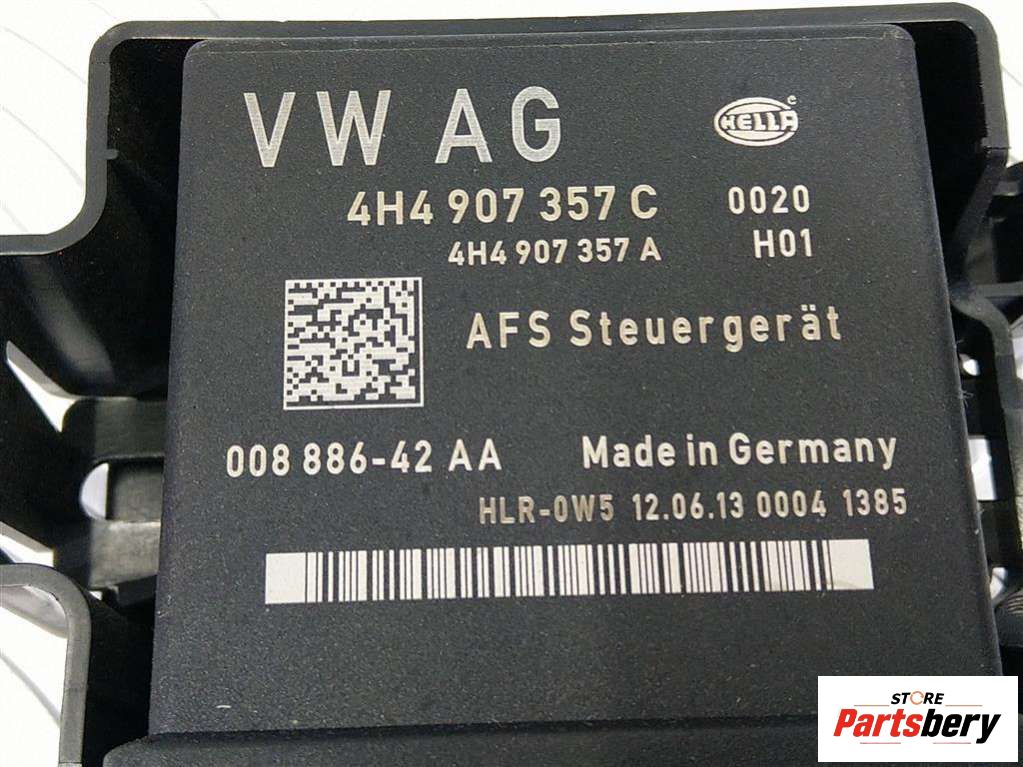 VW AG
HELLA
4H4 907 357 C 0020
4H4 907 357 A H01
AFS Steuergerät
008 886-42 AA Made in Germany
HLR-0W5 12.06.13 0004 1385
STORE
Partsbery